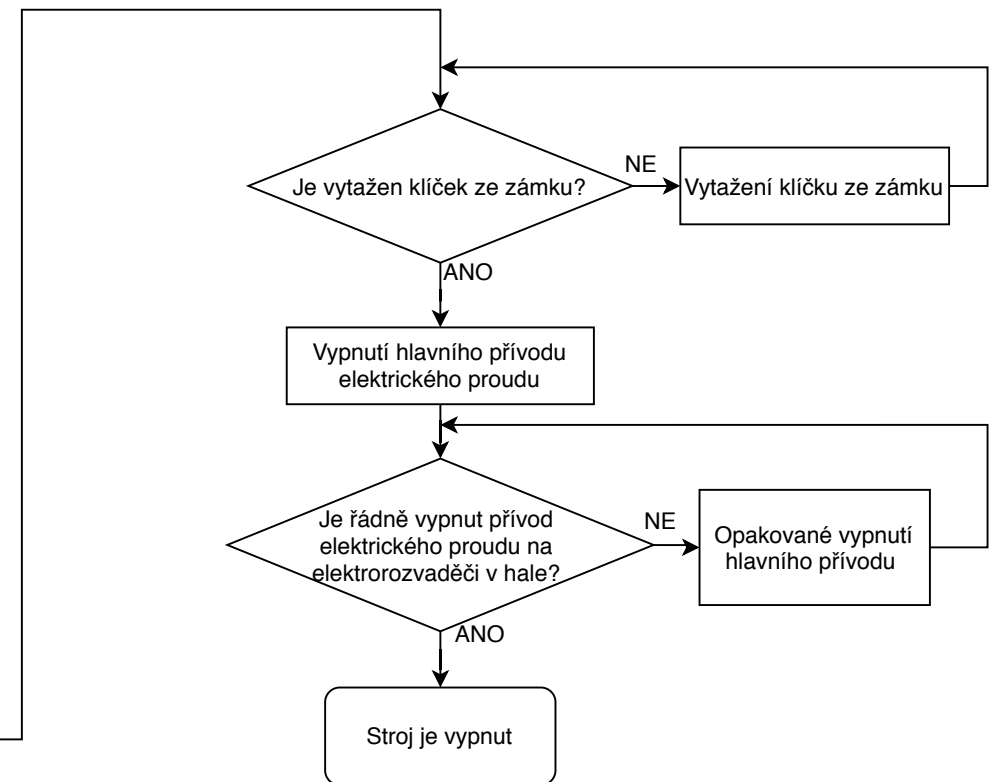 Je vytažen klíček ze zámku?
NE
Vytažení klíčku ze zámku
ANO
Vypnutí hlavního přívodu
elektrického proudu
Je řádně vypnut přívod
elektrického proudu na
elektrorozvaděči v hale?
NE
Opakované vypnutí
hlavního přívodu
ANO
Stroj je vypnut